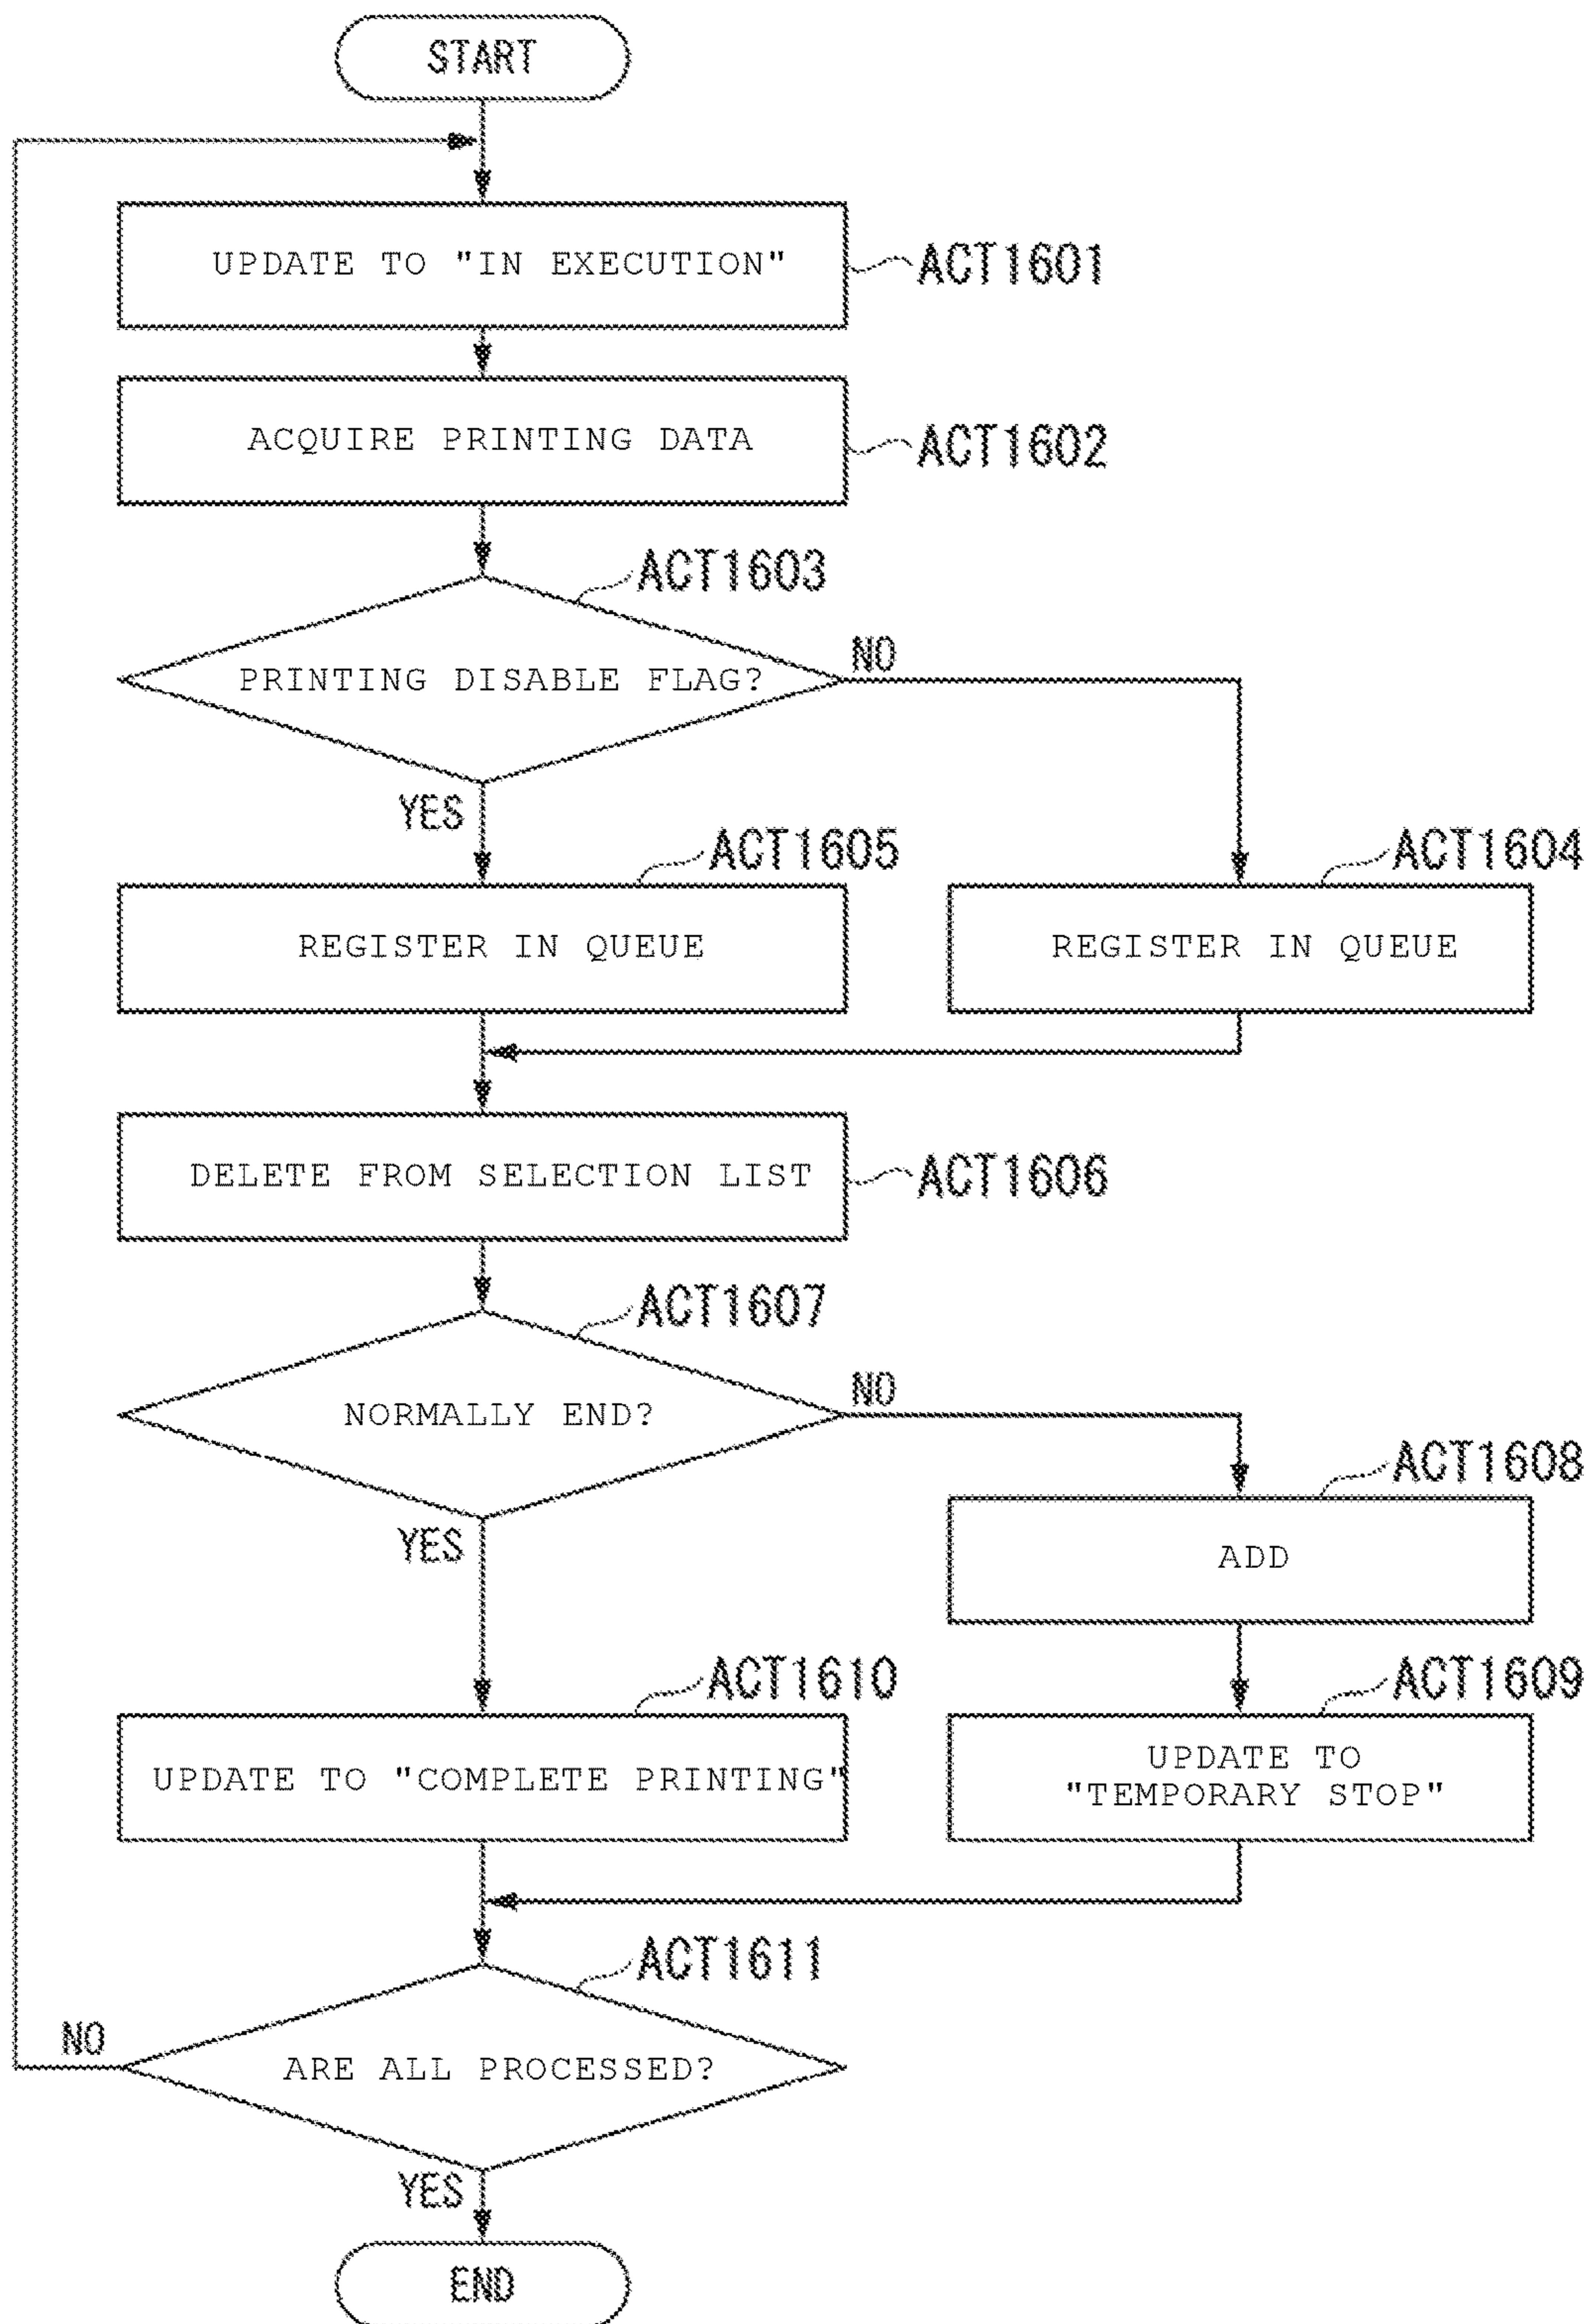 START
UPDATE TO "IN EXECUTION"
ACT1601
ACQUIRE PRINTING DATA
ACT1602
ACT1603
PRINTING DISABLE FLAG?
NO
YES
ACT1605
ACT1604
REGISTER IN QUEUE
REGISTER IN QUEUE
DELETE FROM SELECTION LIST
ACT1606
ACT1607
NORMALLY END?
NO
YES
ACT1608
ADD
ACT1610
ACT1609
UPDATE TO "COMPLETE PRINTING"
UPDATE TO
"TEMPORARY STOP"
ACT1611
NO
ARE ALL PROCESSED?
YES
END